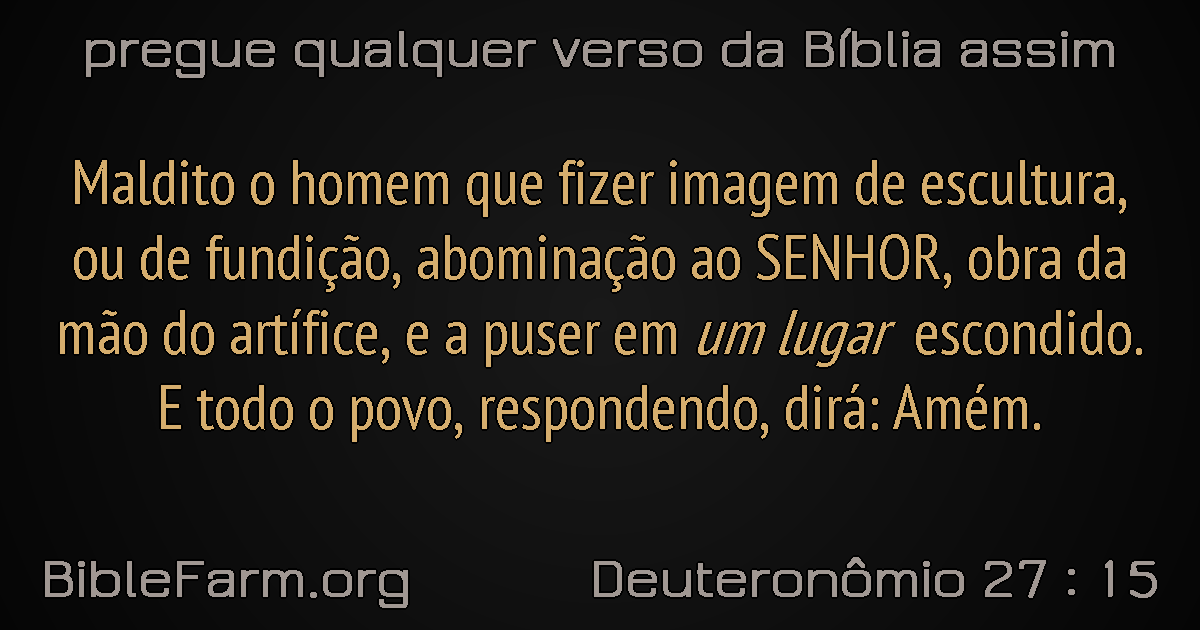 pregue qualquer verso da Bíblia assim
Maldito o homem que fizer imagem de escultura,
ou de fundição, abominação ao SENHOR, obra da
mão do artífice, e a puser em um lugar escondido.
E todo o povo, respondendo, dirá: Amém.
BibleFarm.org
Deuteronômio 27 : 15